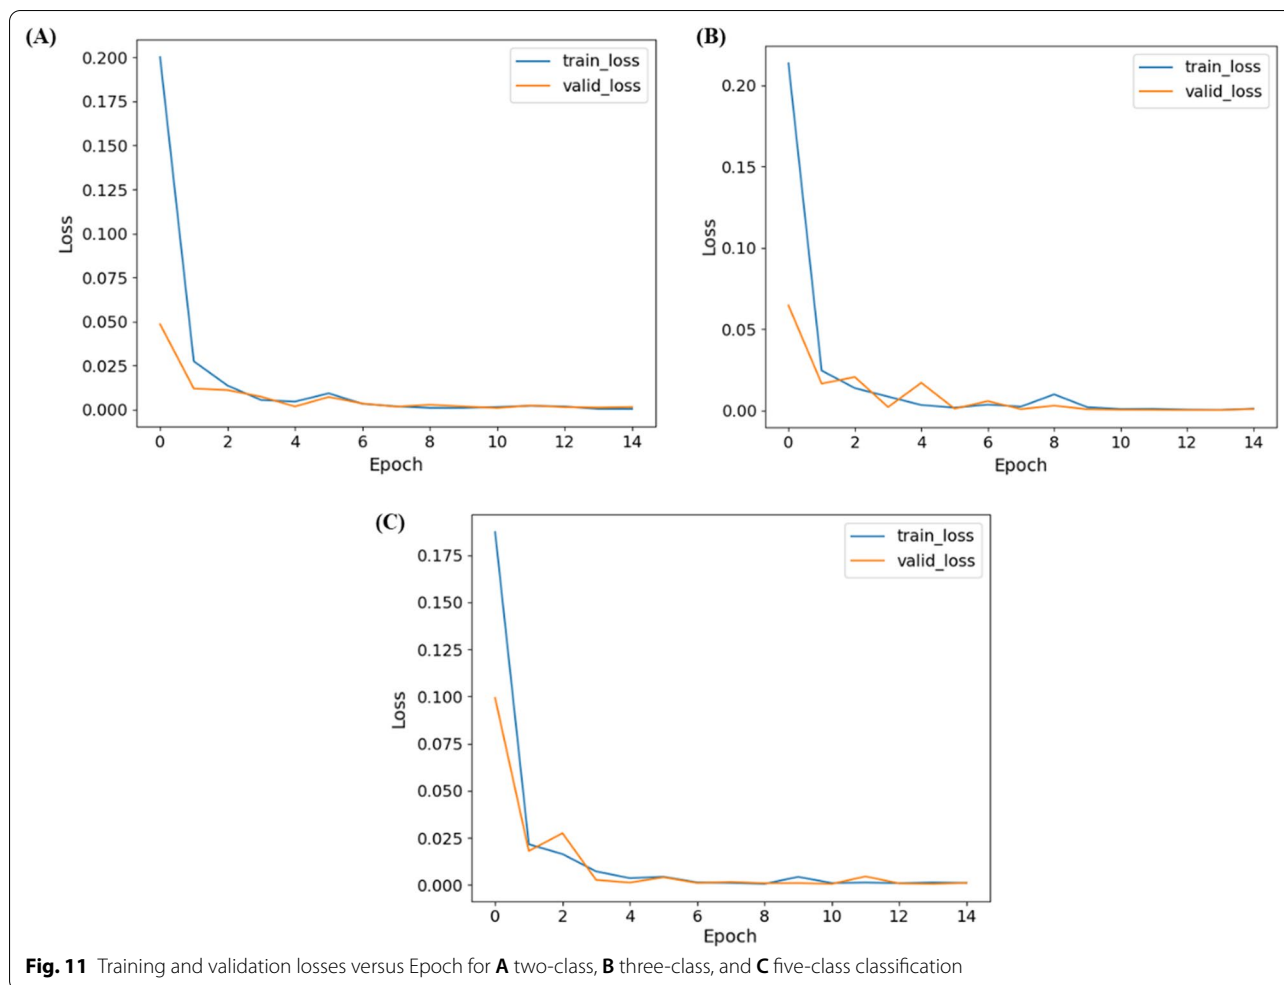 (A)
0.200
0.175
0.150
0.125
0.100
0.075
0.050
0.025
0.000
Loss
train_loss
valid_loss
0 2 4 6 8 10 12 14
Epoch
(B)
0.20
0.15
0.10
0.05
0.00
Loss
train_loss
valid_loss
0 2 4 6 8 10 12 14
Epoch
(C)
0.175
0.150
0.125
0.100
0.075
0.050
0.025
0.000
Loss
train_loss
valid_loss
0 2 4 6 8 10 12 14
Epoch
Fig. 11 Training and validation losses versus Epoch for A two-class, B three-class, and C five-class classification